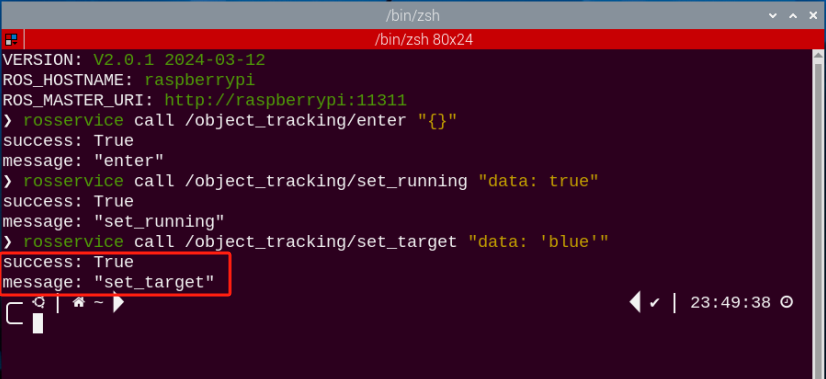 /bin/zsh
/bin/zsh 80x24
VERSION: V2.0.1 2024-03-12
ROS_HOSTNAME: raspberrypi
ROS_MASTER_URI: http://raspberrypi:11311
❯ rosservice call /object_tracking/enter "{}"
success: True
message: "enter"
❯ rosservice call /object_tracking/set_running "data: true"
success: True
message: "set_running"
❯ rosservice call /object_tracking/set_target "data: 'blue'"
success: True
message: "set_target"
~ ✔ 23:49:38